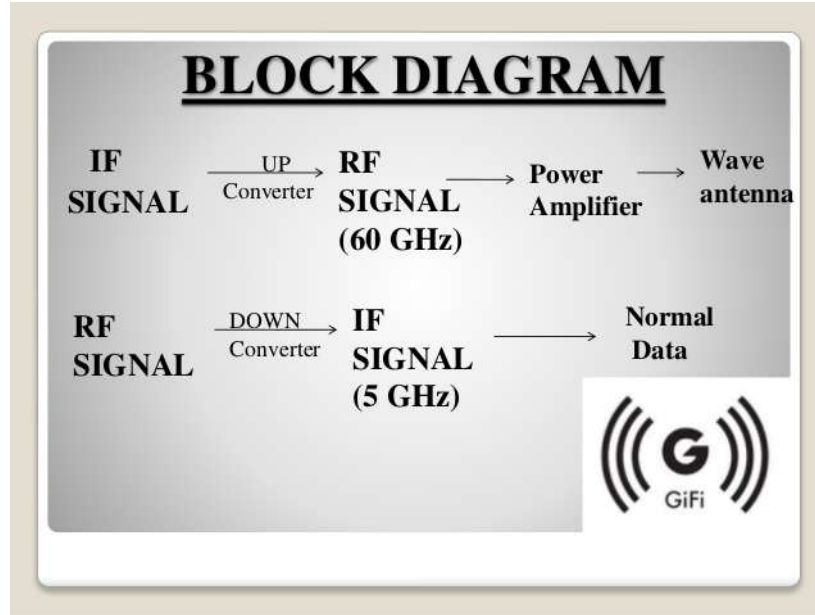 BLOCK DIAGRAM
IF
SIGNAL
UP
Converter
RF
SIGNAL
(60 GHz)
Power
Amplifier
Wave
antenna
RF
SIGNAL
DOWN
Converter
IF
SIGNAL
(5 GHz)
Normal
Data
G
GiFi